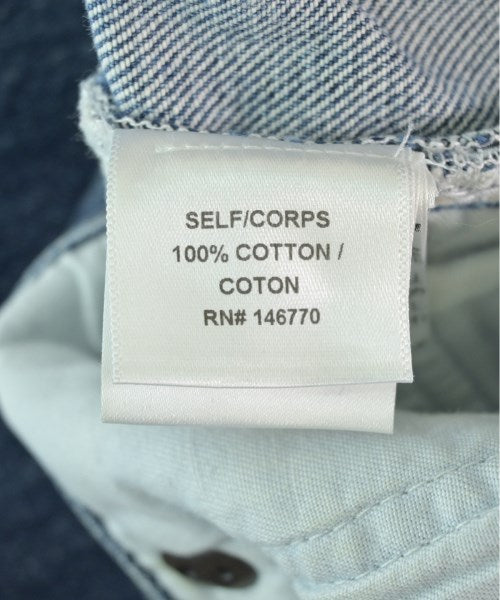 SELF/CORPS
100% COTTON /
COTON
RN# 146770